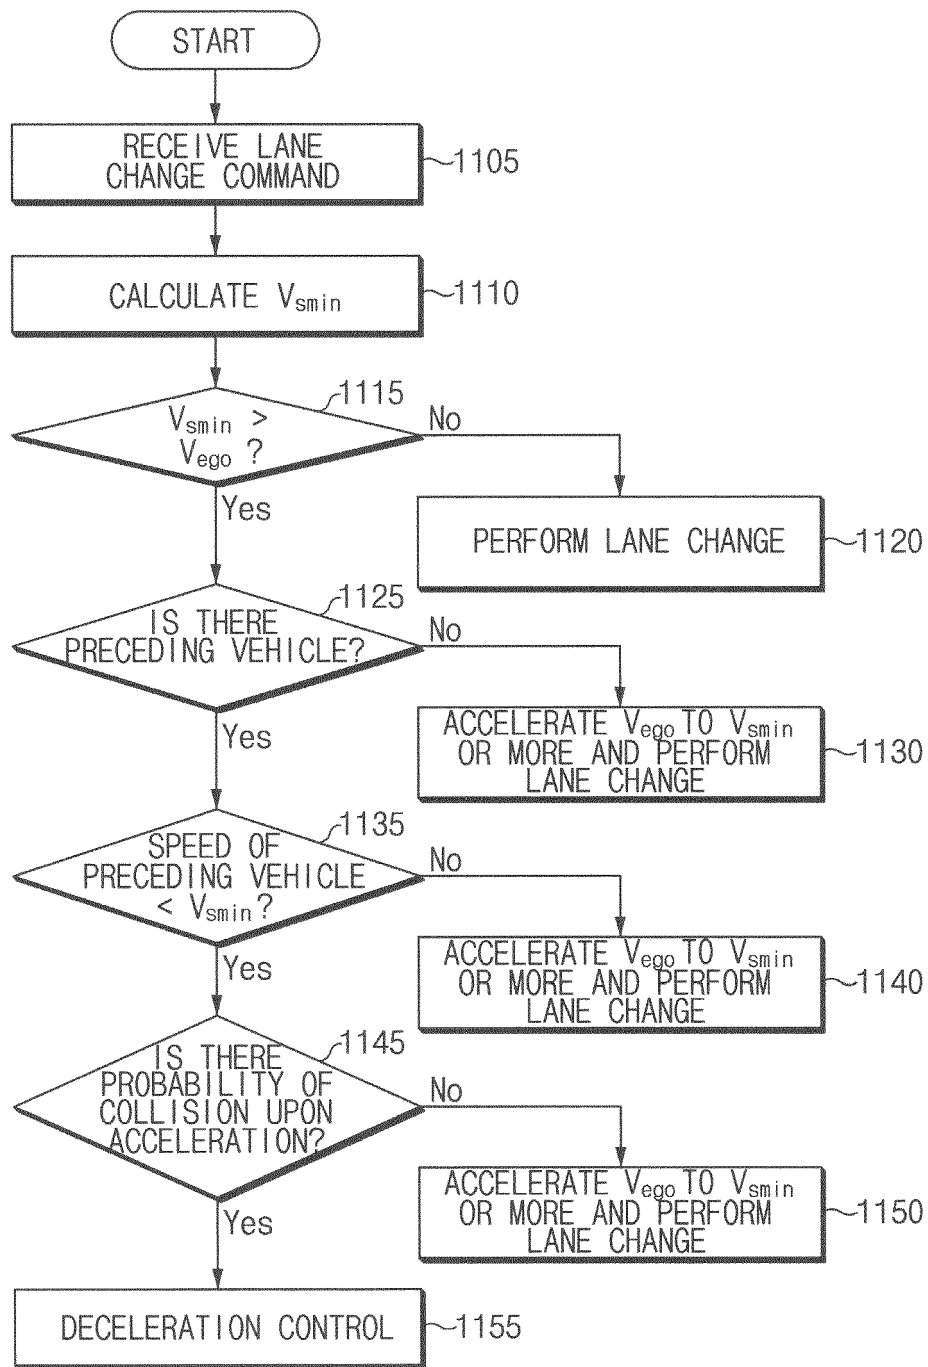 START
RECEIVE LANE
CHANGE COMMAND
1105
CALCULATE Vsmin
1110
1115
Vsmin >
Vego ?
No
Yes
PERFORM LANE CHANGE
1120
1125
IS THERE
PRECEDING VEHICLE?
No
Yes
ACCELERATE Vego TO Vsmin
OR MORE AND PERFORM
LANE CHANGE
1130
1135
SPEED OF
PRECEDING VEHICLE
< Vsmin?
No
Yes
ACCELERATE Vego TO Vsmin
OR MORE AND PERFORM
LANE CHANGE
1140
1145
IS THERE
PROBABILITY OF
COLLISION UPON
ACCELERATION?
No
Yes
ACCELERATE Vego TO Vsmin
OR MORE AND PERFORM
LANE CHANGE
1150
DECELERATION CONTROL
1155